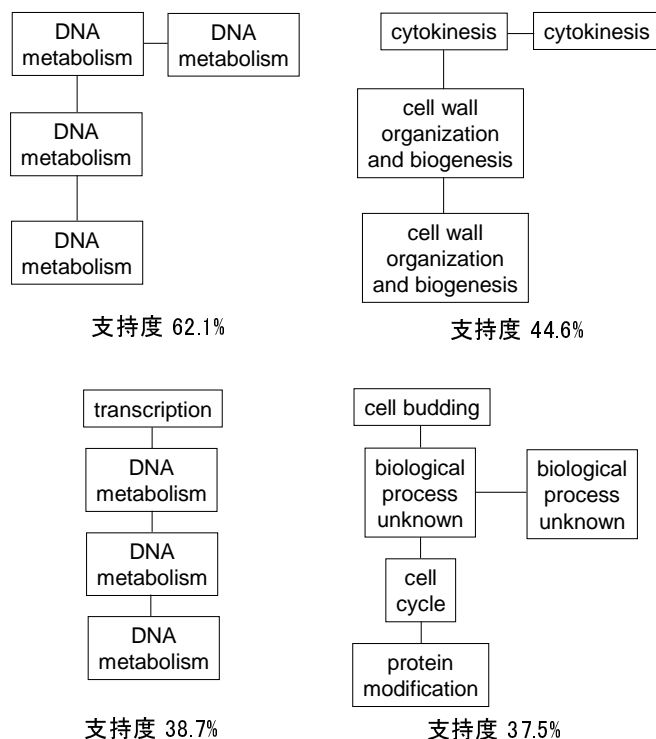 DNA
metabolism
DNA
metabolism
DNA
metabolism
DNA
metabolism
支持度 62.1%
cytokinesis
cytokinesis
cell wall
organization
and biogenesis
cell wall
organization
and biogenesis
支持度 44.6%
transcription
DNA
metabolism
DNA
metabolism
DNA
metabolism
支持度 38.7%
cell budding
biological
process
unknown
biological
process
unknown
cell
cycle
protein
modification
支持度 37.5%